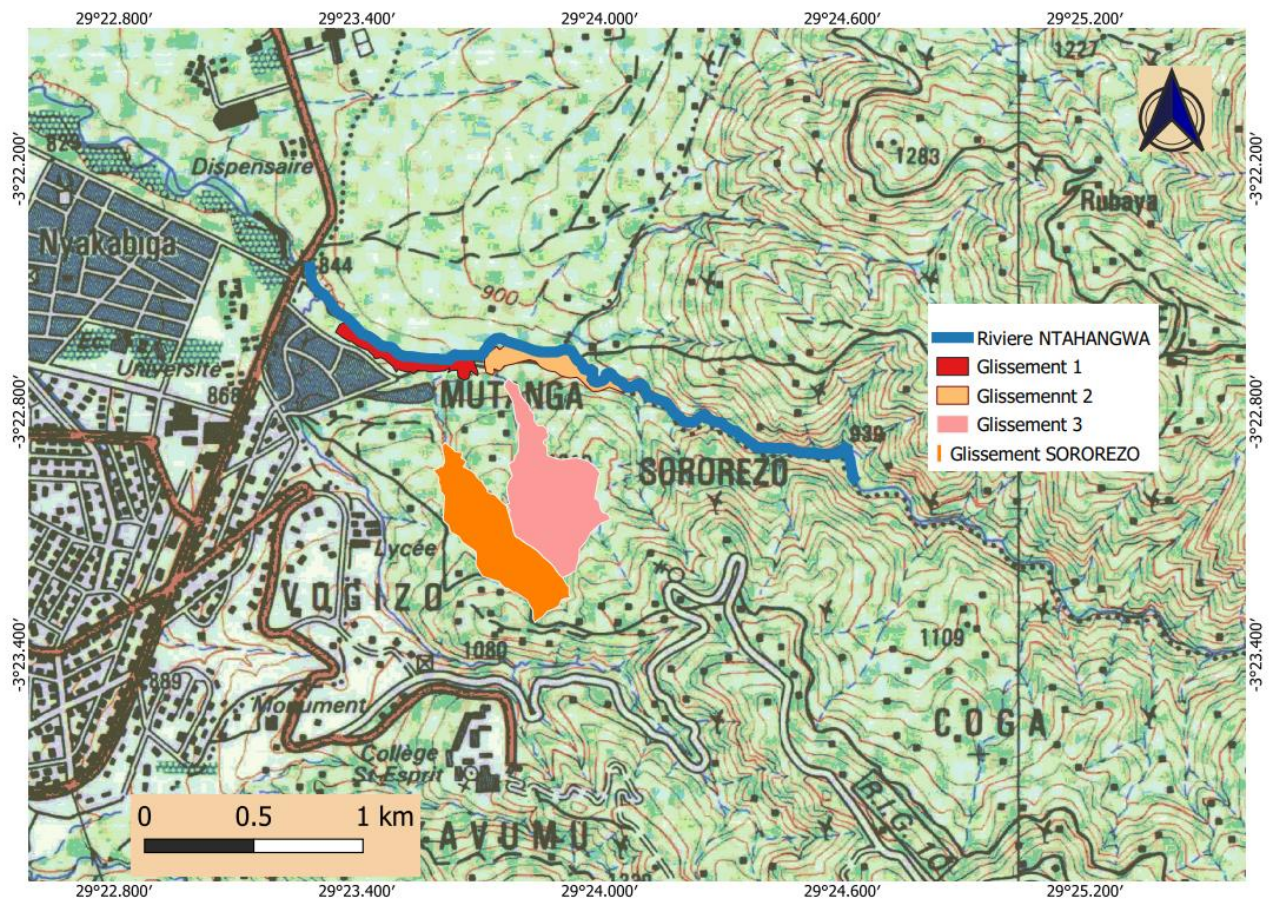 29°22.800′ 29°23.400′ 29°24.000′ 29°24.600′ 29°25.200′
1227
-3°22.200′
-3°22.200′
Dispensaire
1283
Rubaya
Nyakabiga
844
900
Riviere NTAHANGWA
Glissement 1
Glissemennt 2
Glissement 3
Glissement SOROREZO
Université
868
MUTANGA
-3°22.800′
-3°22.800′
939
SOROREZO
Lycée
VOGIZO
1109
1080
-3°23.400′
-3°23.400′
889
Monument
COGA
Collège
St-Esprit
R.I.G 10
0 0.5 1 km
AVUMU
29°22.800′ 29°23.400′ 29°24.000′ 29°24.600′ 29°25.200′